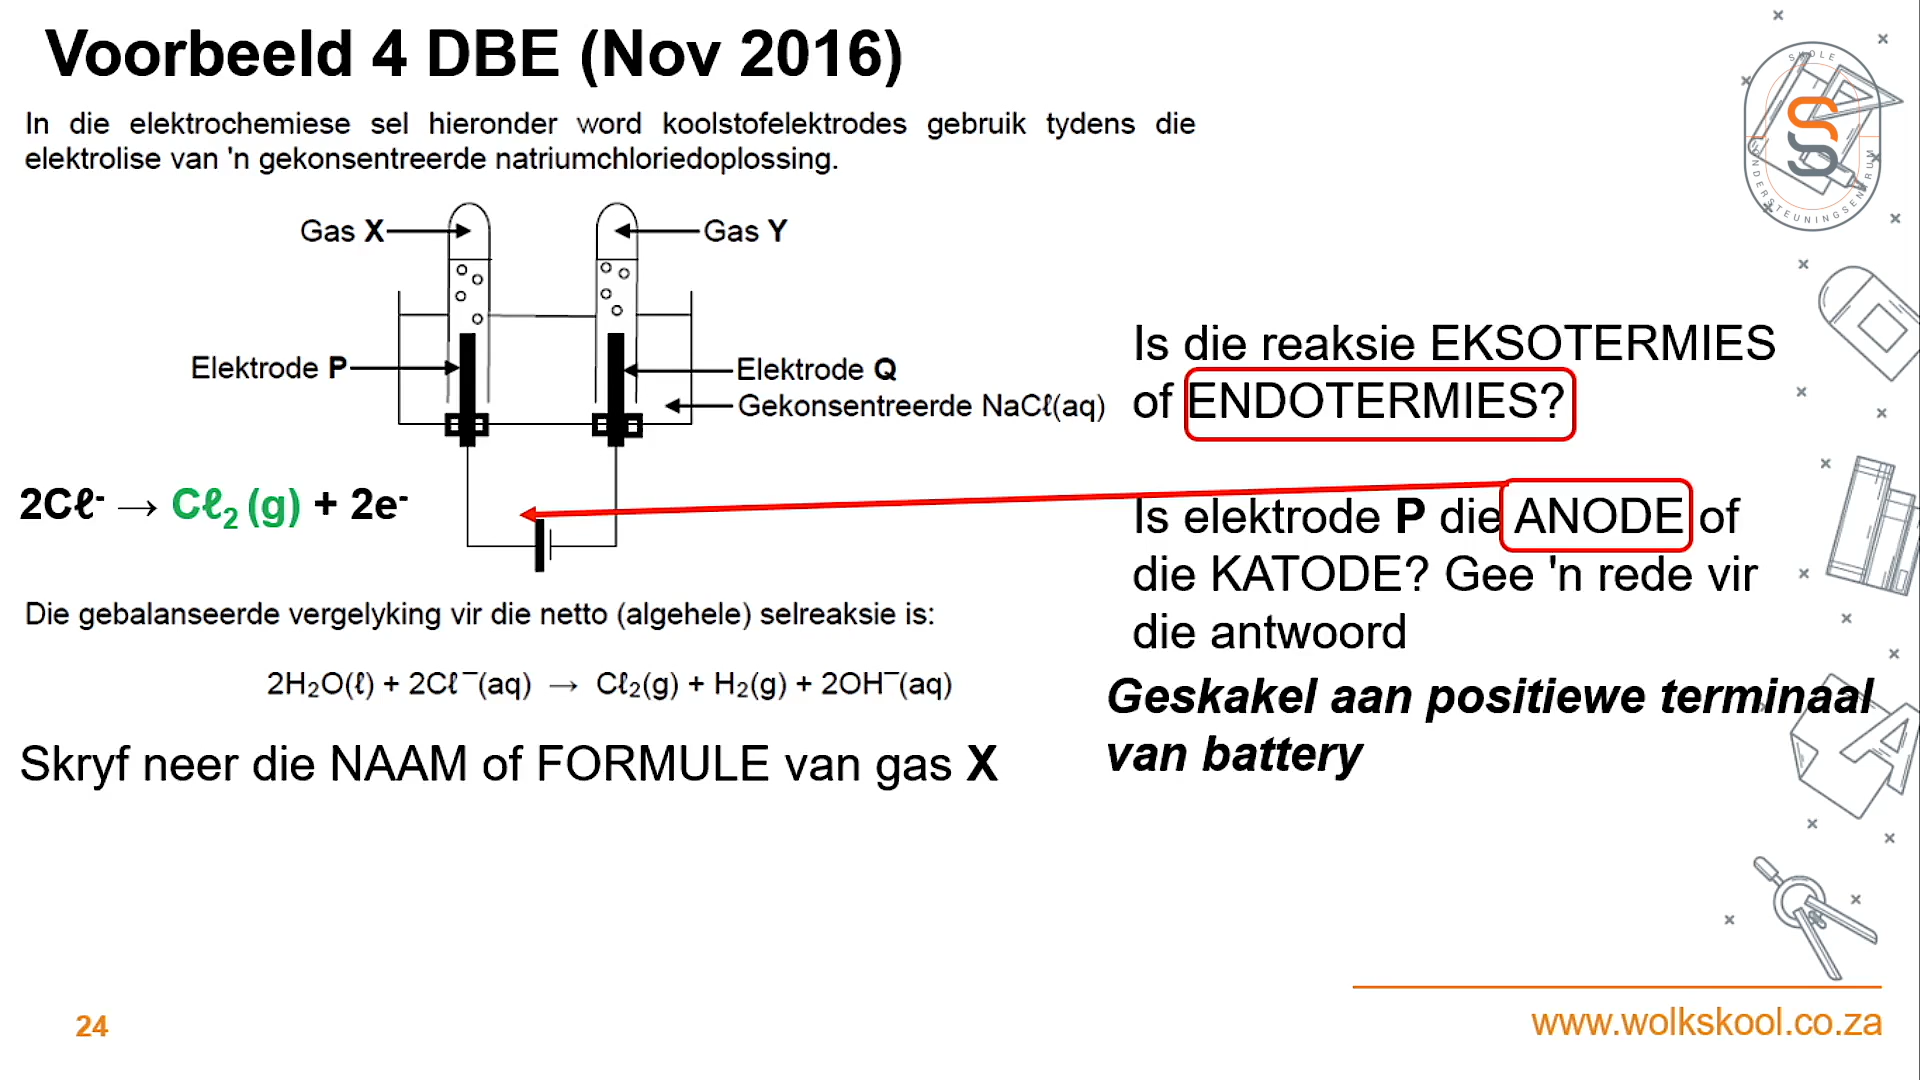 Voorbeeld 4 DBE (Nov 2016)
In die elektrochemiese sel hieronder word koolstofelektrodes gebruik tydens die
elektrolise van 'n gekonsentreerde natriumchloriedoplossing.
Gas X
Gas Y
Elektrode P
Elektrode Q
Gekonsentreerde NaCℓ(aq)
2Cℓ⁻ → Cℓ₂ (g) + 2e⁻
Die gebalanseerde vergelyking vir die netto (algehele) selreaksie is:
2H₂O(ℓ) + 2Cℓ⁻(aq) → Cℓ₂(g) + H₂(g) + 2OH⁻(aq)
Skryf neer die NAAM of FORMULE van gas X
Is die reaksie EKSOTERMIES
of ENDOTERMIES?
Is elektrode P die ANODE of
die KATODE? Gee 'n rede vir
die antwoord
Geskakel aan positiewe terminaal
van battery
SKOLE
ONDERSTEUNINGSENTRUM
24
www.wolkskool.co.za